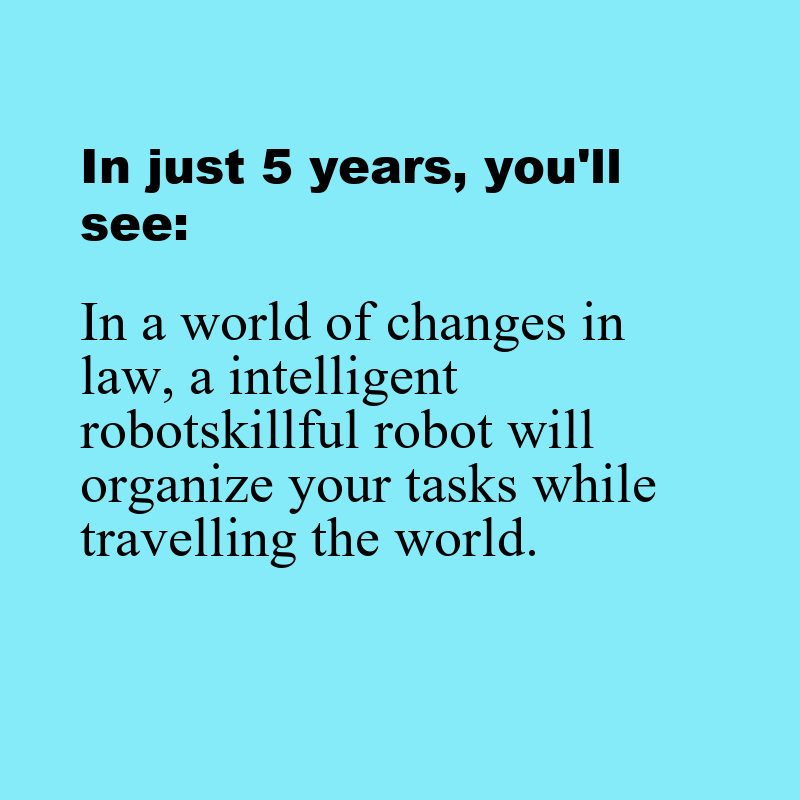 In just 5 years, you'll
see:
In a world of changes in
law, a intelligent
robotskillful robot will
organize your tasks while
travelling the world.